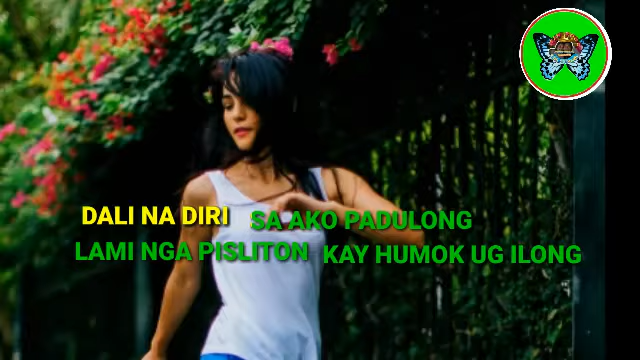 DALI NA DIRI SA AKO PADULONG
LAMI NGA PISLITON KAY HUMOK UG ILONG